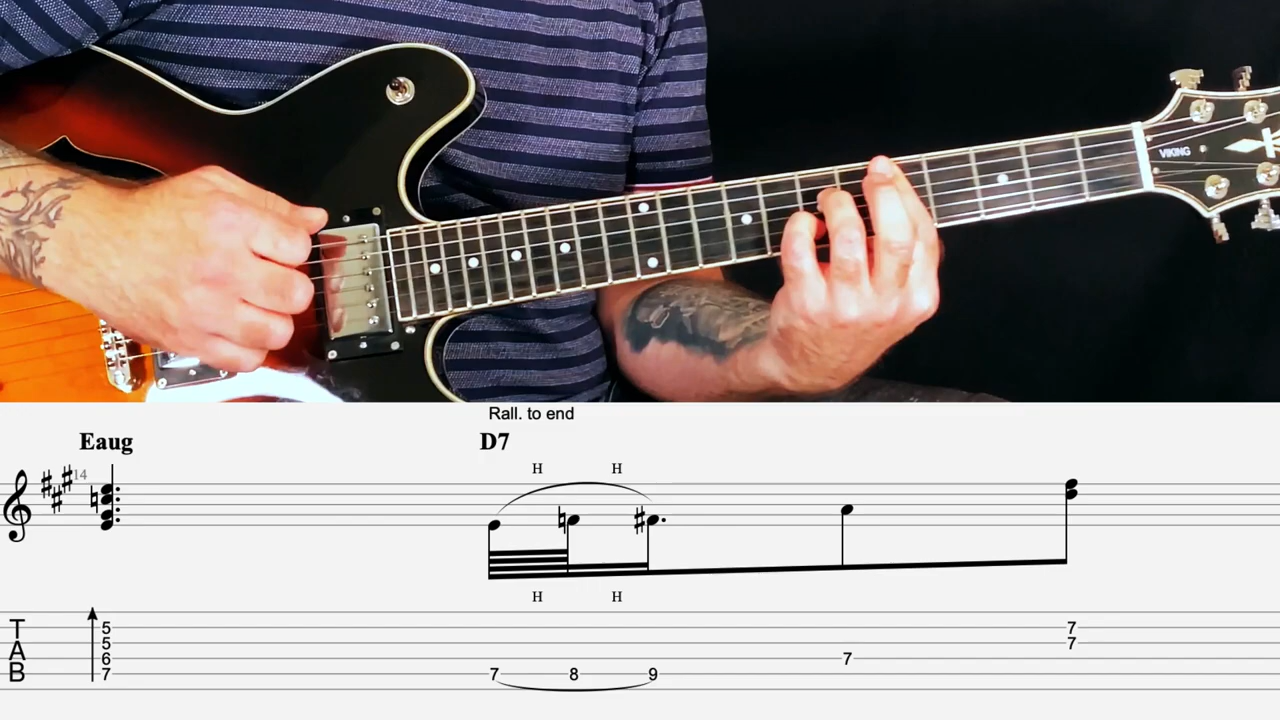 VIKING
Rall. to end
Eaug D7
H H
14
H H
T 5 7
5 7
A 6 7
B 7 7 8 9